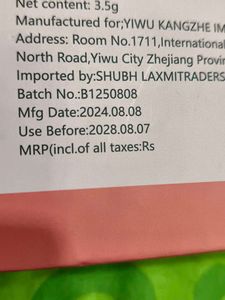 Net content: 3.5g
Manufactured for;YIWU KANGZHE IM
Address: Room No.1711,International
North Road,Yiwu City Zhejiang Provin
Imported by:SHUBH LAXMITRADERS
Batch No.:B1250808
Mfg Date:2024.08.08
Use Before:2028.08.07
MRP(incl.of all taxes:Rs